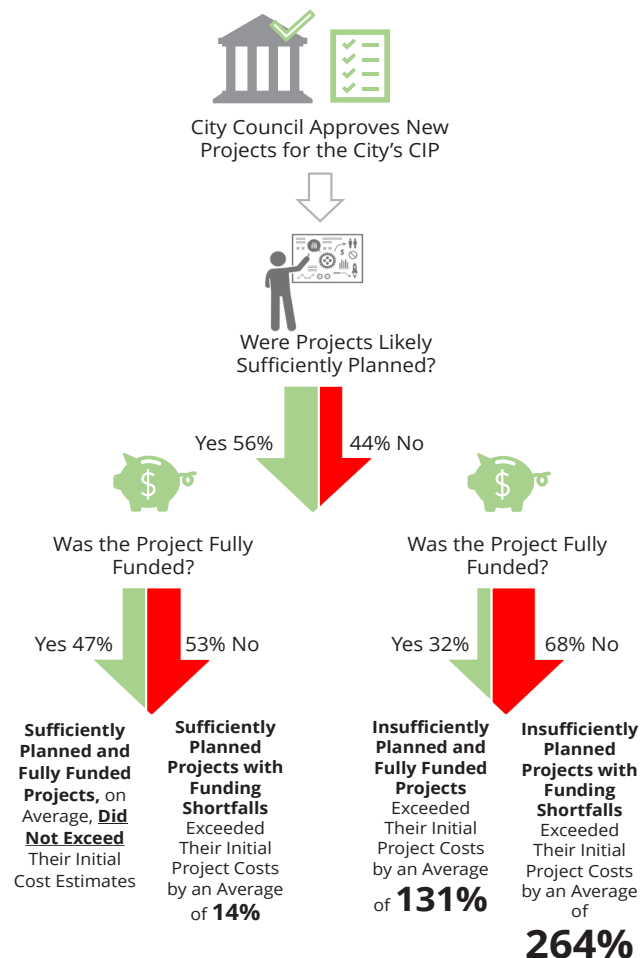 City Council Approves New
Projects for the City's CIP
$
Were Projects Likely
Sufficiently Planned?
Yes 56%
44% No
$
$
Was the Project Fully
Funded?
Was the Project Fully
Funded?
Yes 47%
53% No
Yes 32%
68% No
Sufficiently
Planned and
Fully Funded
Projects, on
Average, Did
Not Exceed
Their Initial
Cost Estimates
Sufficiently
Planned
Projects with
Funding
Shortfalls
Exceeded
Their Initial
Project Costs
by an Average
of 14%
Insufficiently
Planned and
Fully Funded
Projects
Exceeded
Their Initial
Project Costs
by an Average
of 131%
Insufficiently
Planned
Projects with
Funding
Shortfalls
Exceeded
Their Initial
Project Costs
by an Average
of
264%